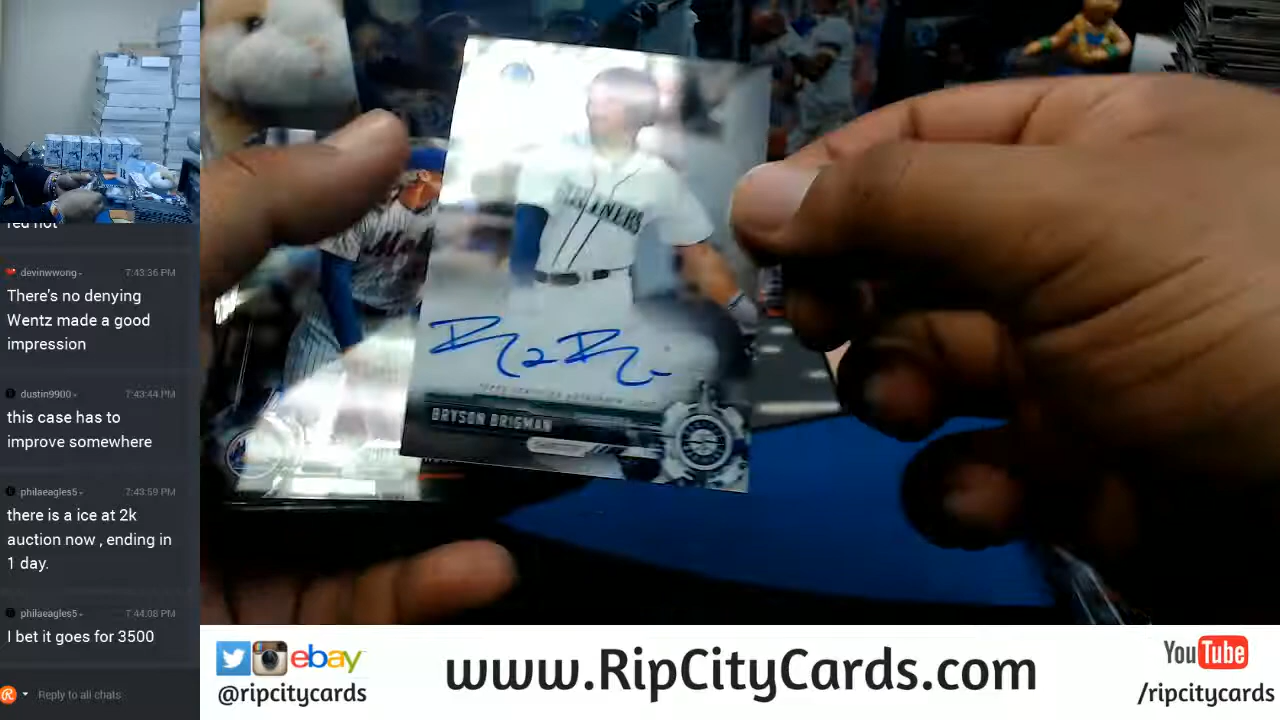 red hot
devinwwong
7:43:36 PM
There's no denying
Wentz made a good
impression
dustin9900
7:43:44 PM
this case has to
improve somewhere
philaeagles5
7:43:59 PM
there is a ice at 2k
auction now , ending in
1 day.
philaeagles5
7:44:08 PM
I bet it goes for 3500
Reply to all chats
MARINERS
Mets
BRYSON BRIGMAN
ebay
@ripcitycards
www.RipCityCards.com
YouTube
/ripcitycards